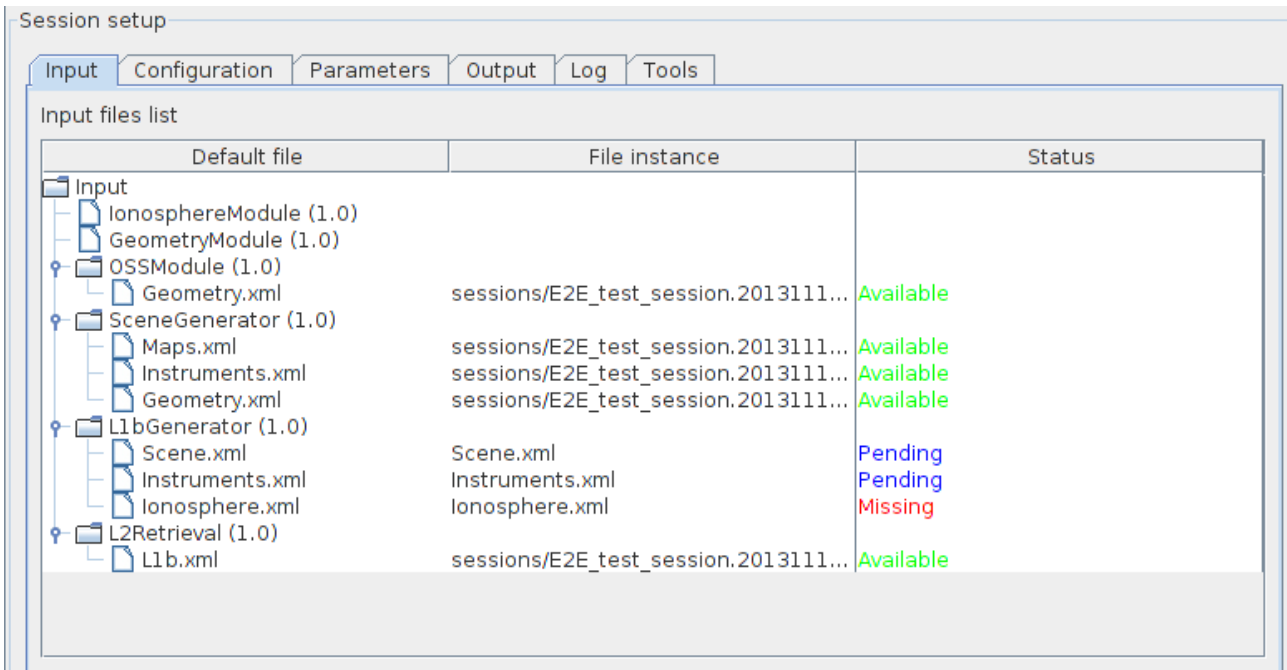 Session setup
Input Configuration Parameters Output Log Tools
Input files list
Default file File instance Status
Input
IonosphereModule (1.0)
GeometryModule (1.0)
OSSModule (1.0)
Geometry.xml sessions/E2E_test_session.2013111... Available
SceneGenerator (1.0)
Maps.xml sessions/E2E_test_session.2013111... Available
Instruments.xml sessions/E2E_test_session.2013111... Available
Geometry.xml sessions/E2E_test_session.2013111... Available
L1bGenerator (1.0)
Scene.xml Scene.xml Pending
Instruments.xml Instruments.xml Pending
Ionosphere.xml Ionosphere.xml Missing
L2Retrieval (1.0)
L1b.xml sessions/E2E_test_session.2013111... Available